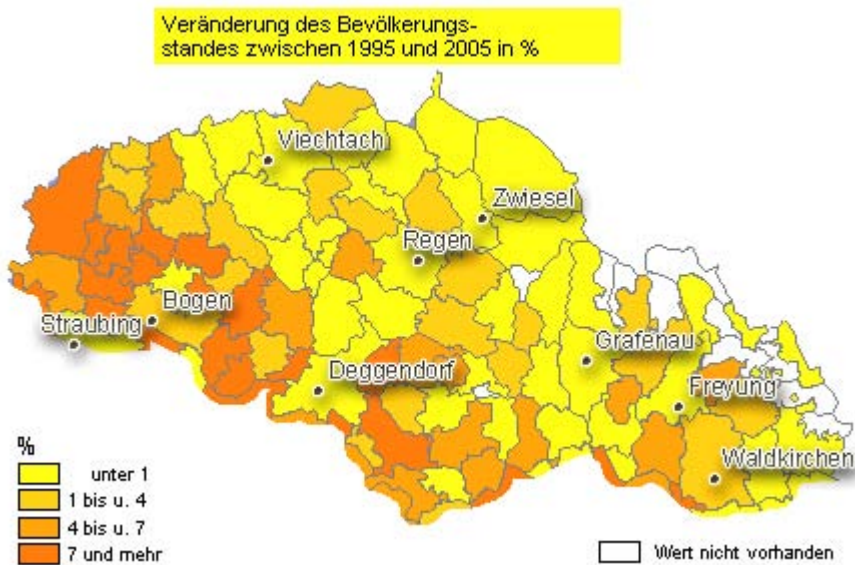 Veränderung des Bevölkerungs-
standes zwischen 1995 und 2005 in %
Viechtach
Zwiesel
Regen
Bogen
Straubing
Grafenau
Deggendorf
Freyung
Waldkirchen
%
unter 1
1 bis u. 4
4 bis u. 7
7 und mehr
Wert nicht vorhanden